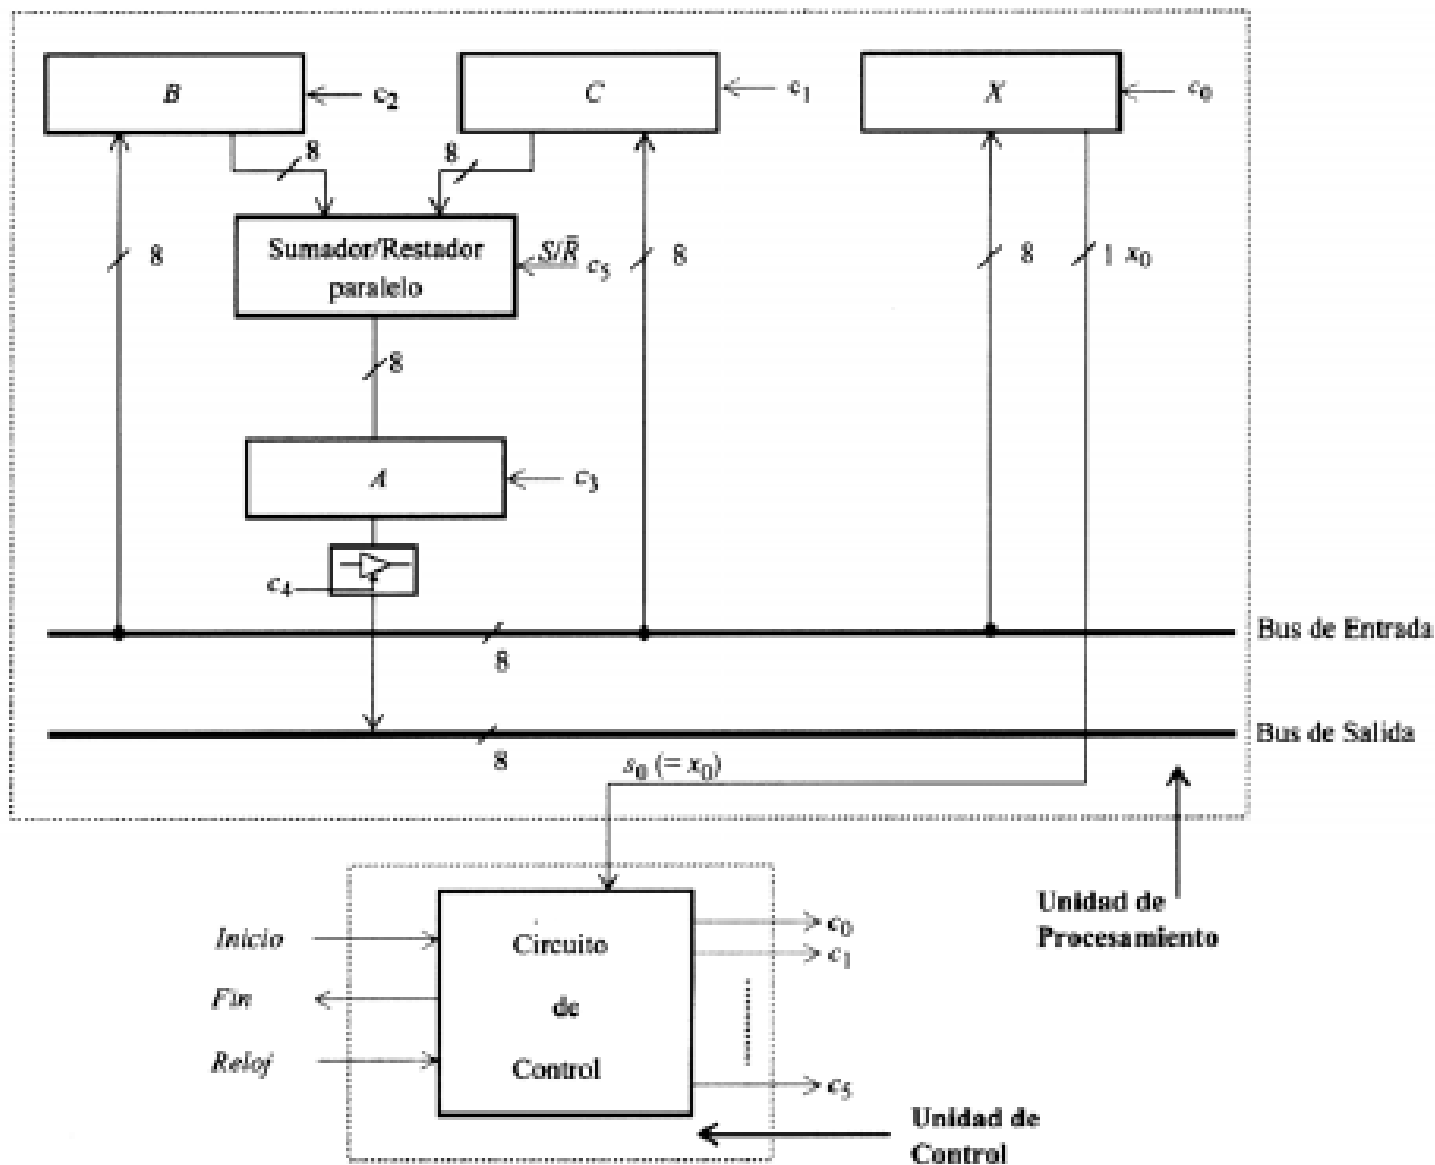 B
c₂
C
c₁
X
c₀
8
8
Sumador/Restador
paralelo
S/R̅
c₅
8
8
8
1 x₀
8
A
c₃
c₄
Bus de Entrada
8
Bus de Salida
8
s₀ (= x₀)
Unidad de
Procesamiento
Inicio
Fin
Reloj
Circuito
de
Control
c₀
c₁
c₅
Unidad de
Control